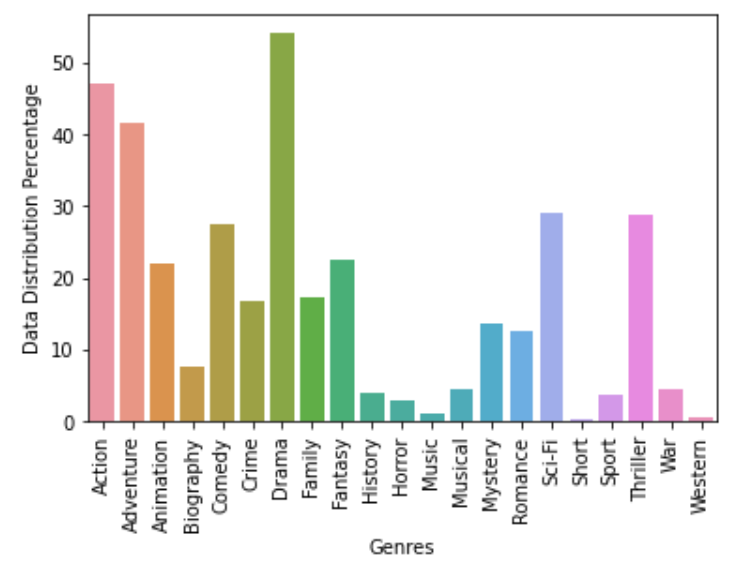 Data Distribution Percentage
50
40
30
20
10
0
Action
Adventure
Animation
Biography
Comedy
Crime
Drama
Family
Fantasy
History
Horror
Music
Musical
Mystery
Romance
Sci-Fi
Short
Sport
Thriller
War
Western
Genres